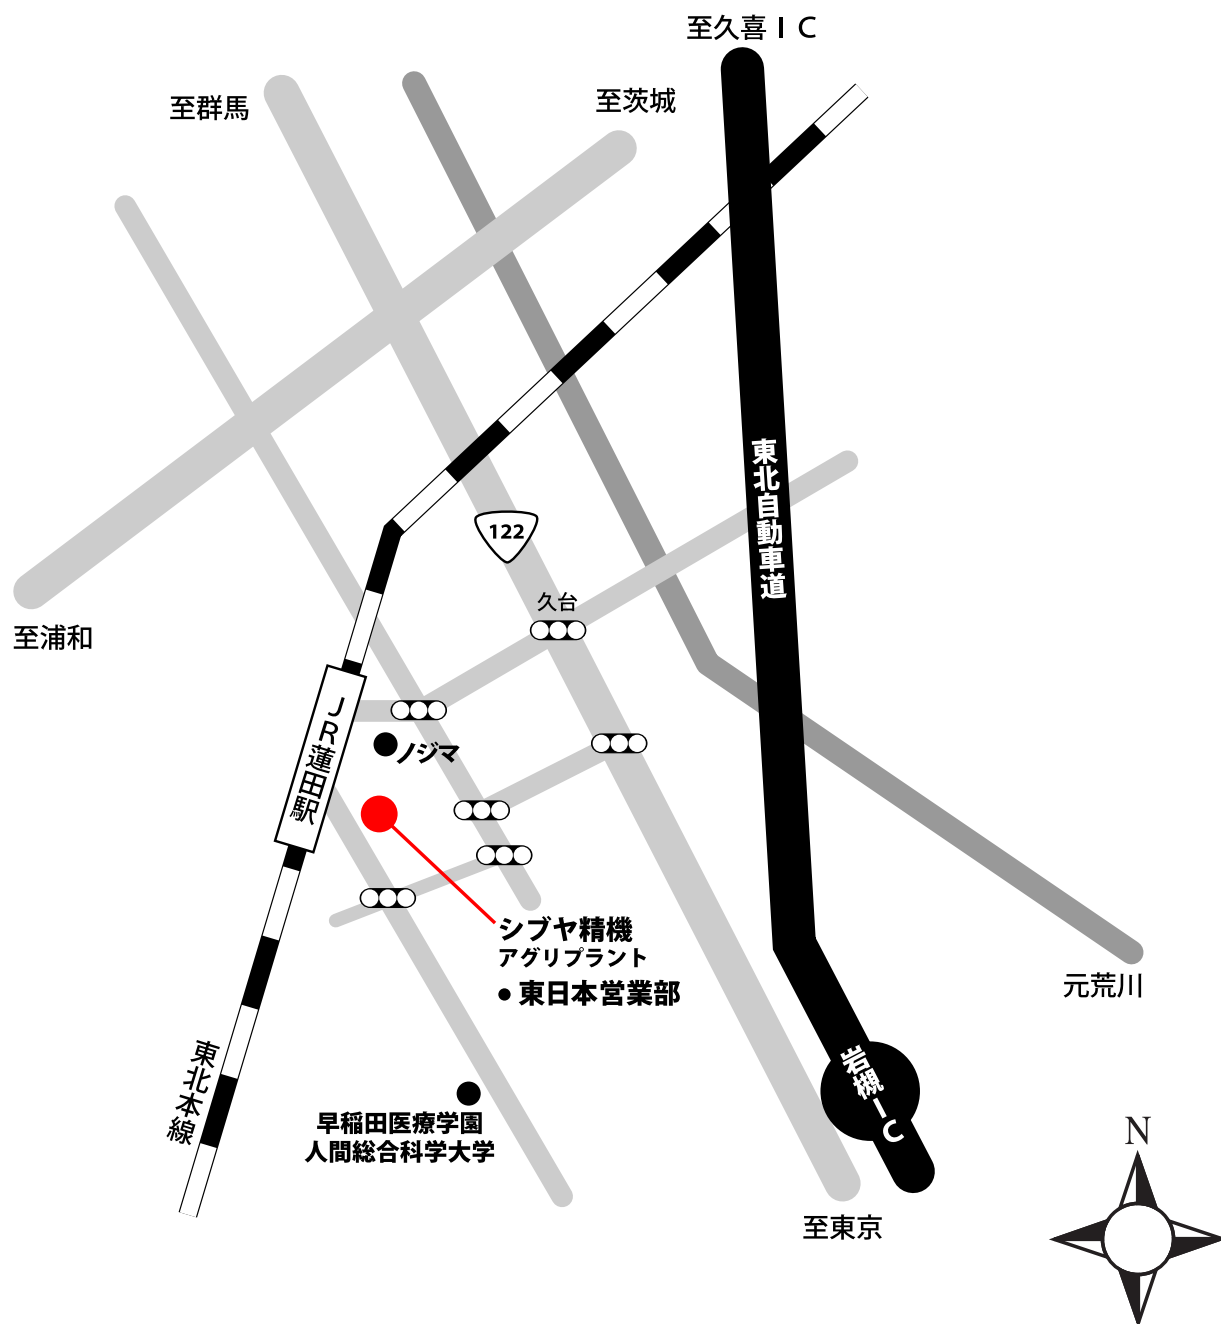 至久喜ＩＣ
至群馬
至茨城
東北自動車道
122
久台
至浦和
ＪＲ蓮田駅
ノジマ
シブヤ精機
アグリプラント
●東日本営業部
元荒川
東北本線
岩槻ＩＣ
早稲田医療学園
人間総合科学大学
N
至東京